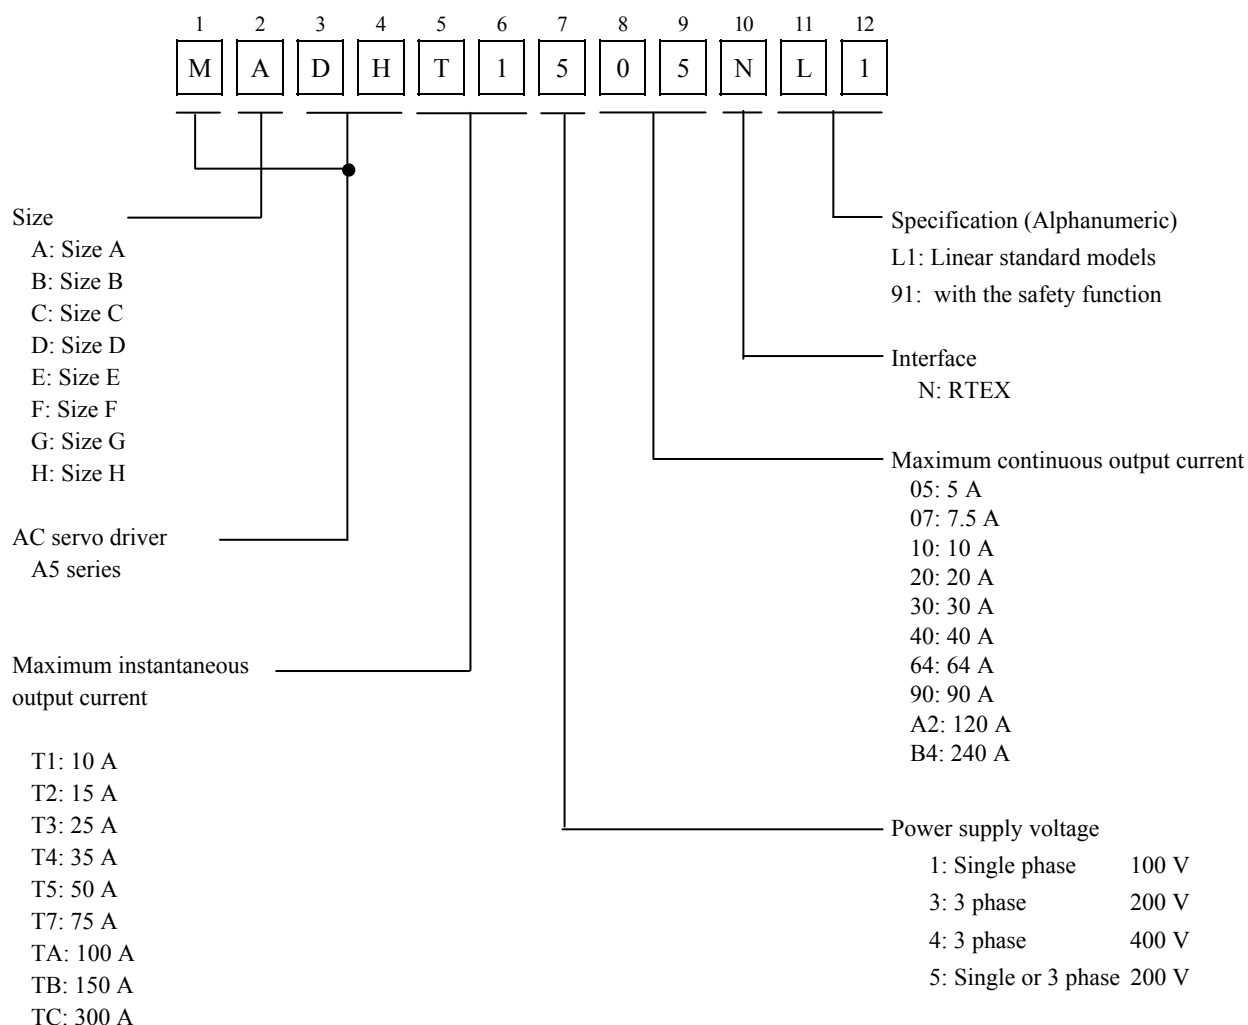 1 2 3 4 5 6 7 8 9 10 11 12
M A D H T 1 5 0 5 N L 1
Size
A: Size A
B: Size B
C: Size C
D: Size D
E: Size E
F: Size F
G: Size G
H: Size H
AC servo driver
A5 series
Maximum instantaneous
output current
T1: 10 A
T2: 15 A
T3: 25 A
T4: 35 A
T5: 50 A
T7: 75 A
TA: 100 A
TB: 150 A
TC: 300 A
Specification (Alphanumeric)
L1: Linear standard models
91: with the safety function
Interface
N: RTEX
Maximum continuous output current
05: 5 A
07: 7.5 A
10: 10 A
20: 20 A
30: 30 A
40: 40 A
64: 64 A
90: 90 A
A2: 120 A
B4: 240 A
Power supply voltage
1: Single phase 100 V
3: 3 phase 200 V
4: 3 phase 400 V
5: Single or 3 phase 200 V